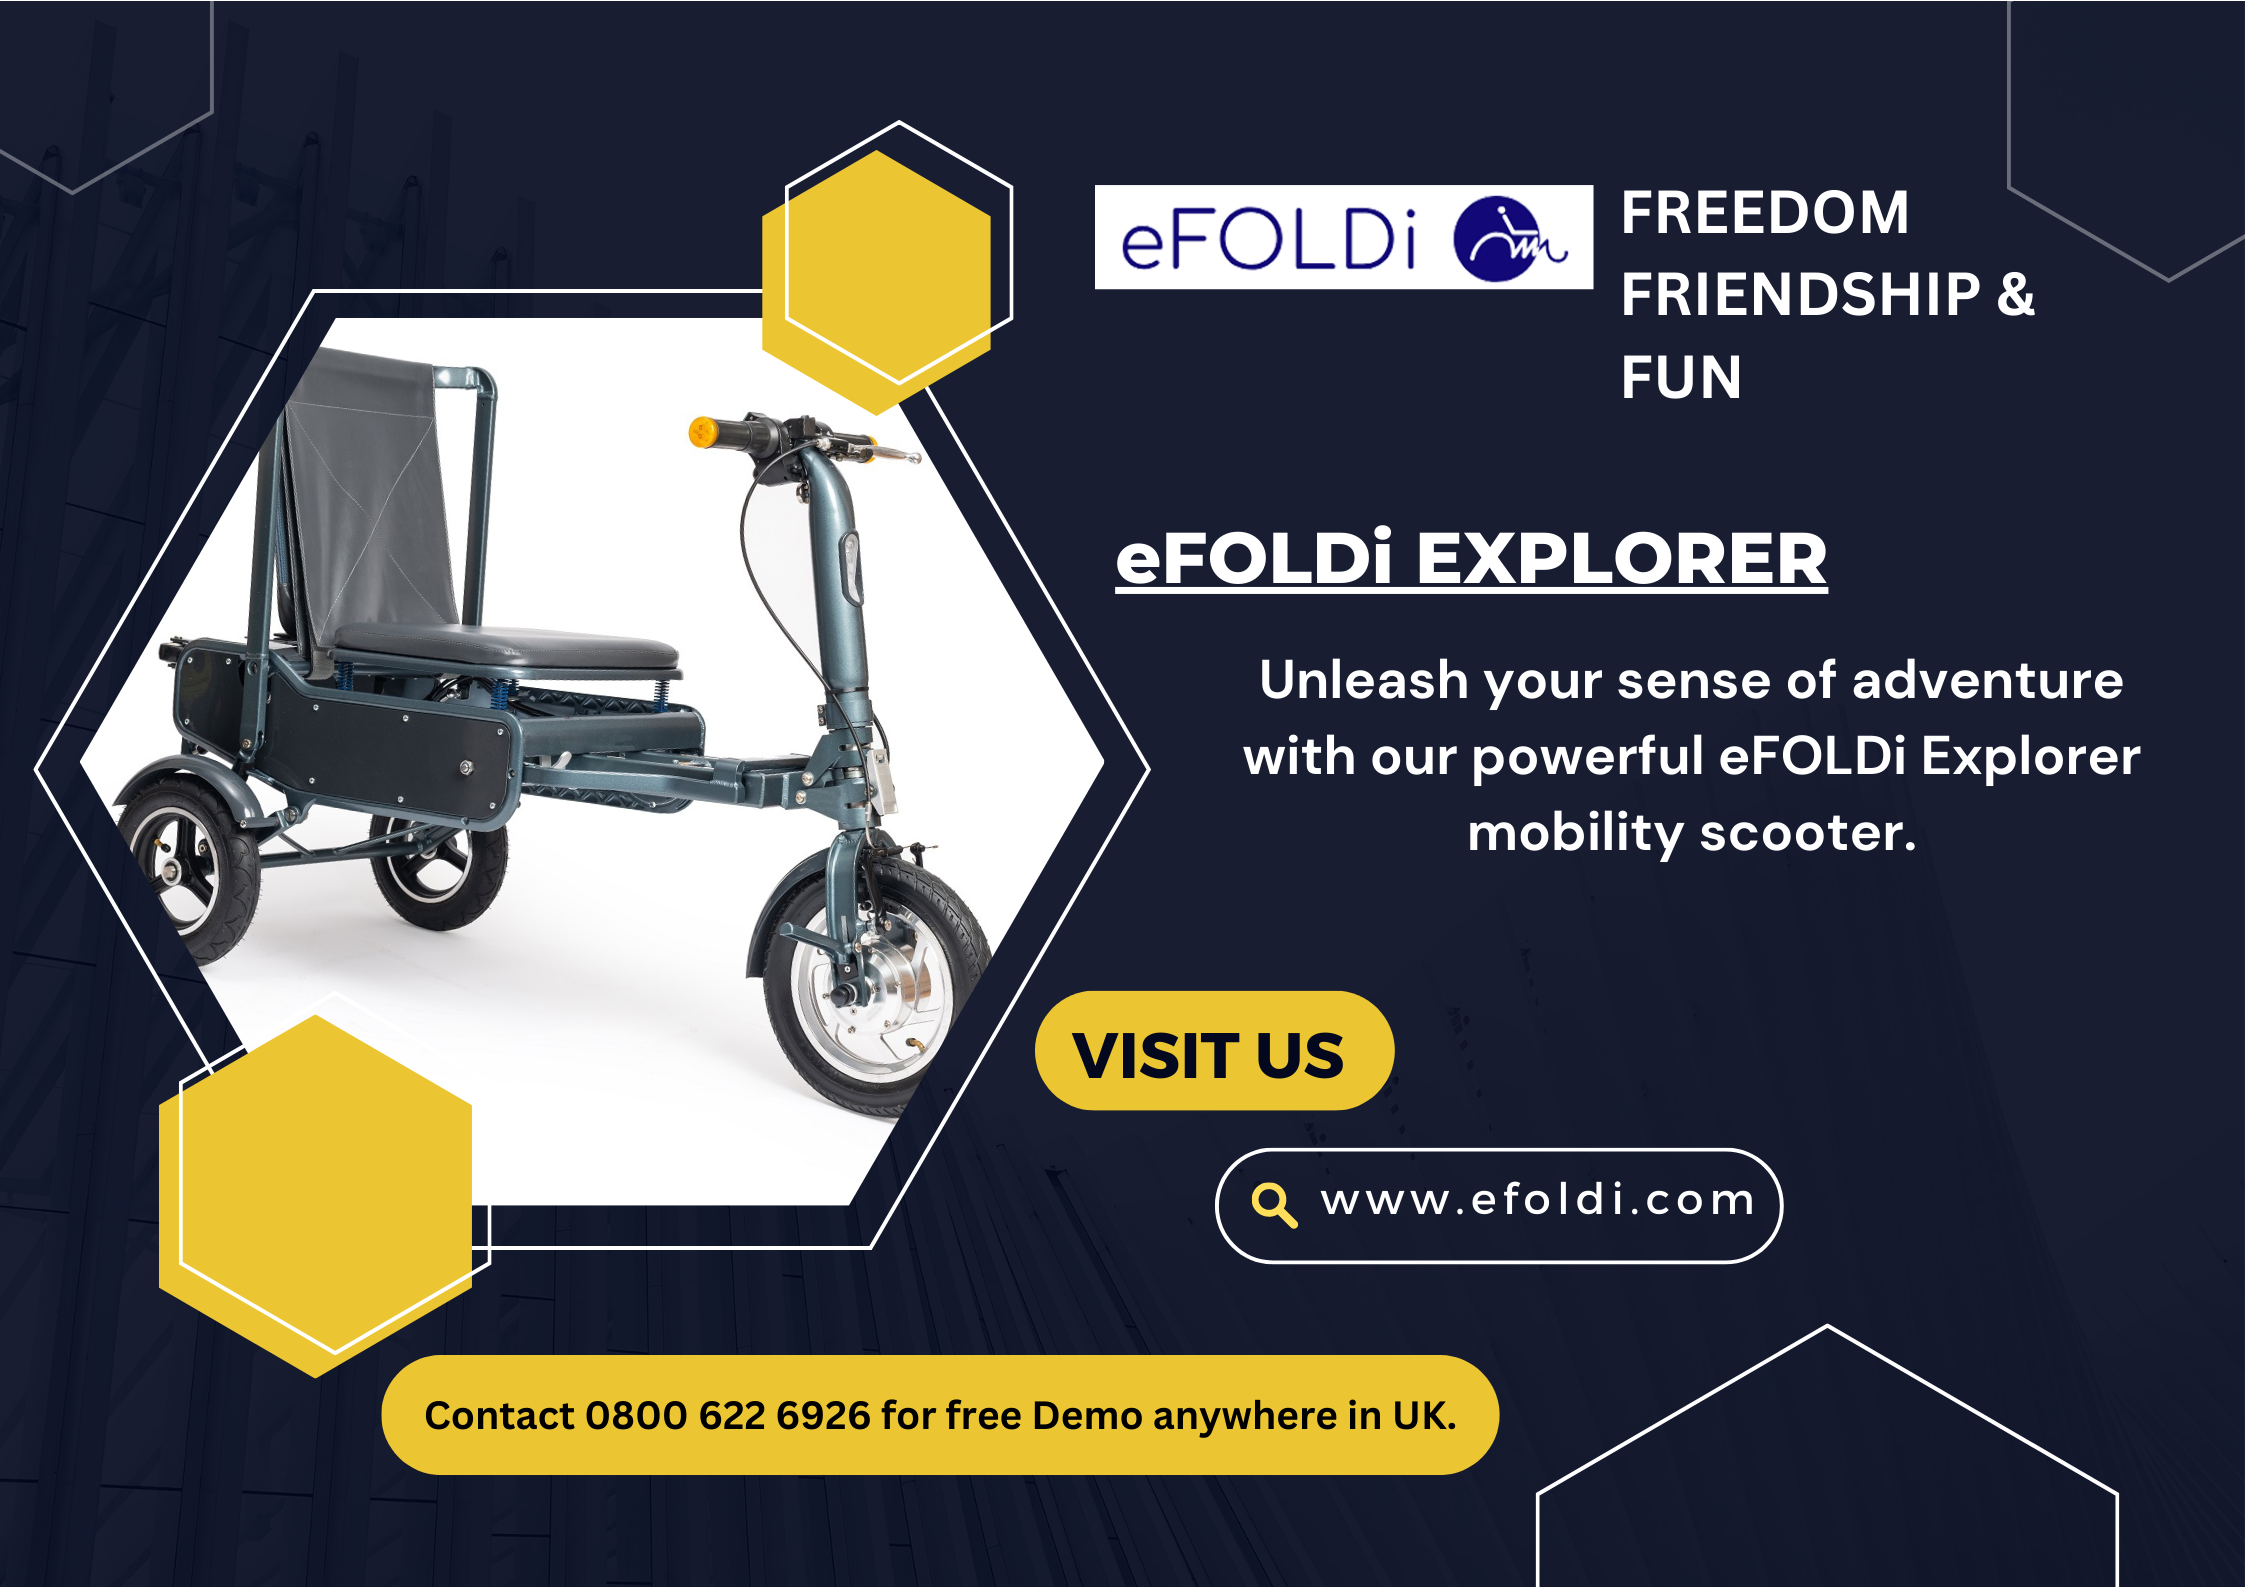 eFOLDi
FREEDOM
FRIENDSHIP &
FUN
eFOLDi EXPLORER
Unleash your sense of adventure
with our powerful eFOLDi Explorer
mobility scooter.
VISIT US
www.efoldi.com
Contact 0800 622 6926 for free Demo anywhere in UK.